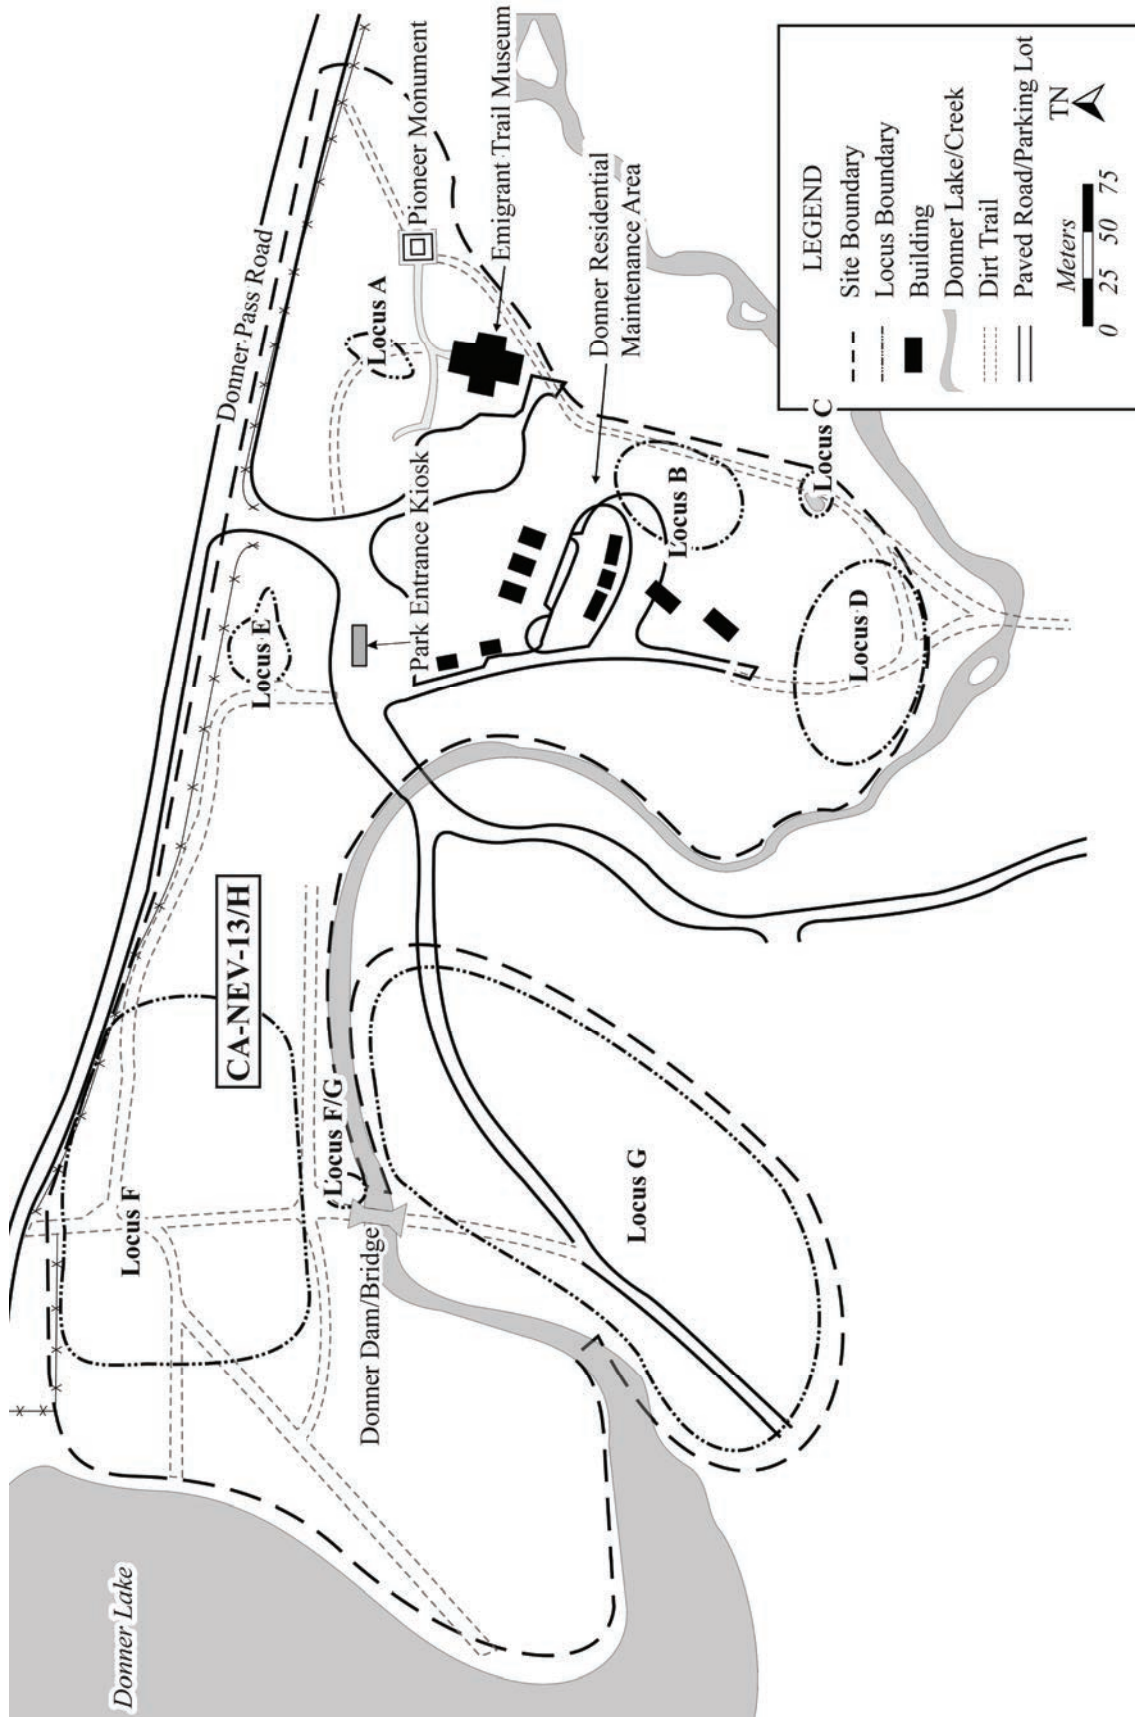 Donner Lake
Donner Pass Road
Locus F
CA-NEV-13/H
Locus E
Locus A
Pioneer Monument
Emigrant Trail Museum
Park Entrance Kiosk
Locus F/G
Donner Dam/Bridge
Donner Residential
Maintenance Area
Locus B
Locus C
Locus D
Locus G
LEGEND
Site Boundary
Locus Boundary
Building
Donner Lake/Creek
Dirt Trail
Paved Road/Parking Lot
Meters
0 25 50 75
TN